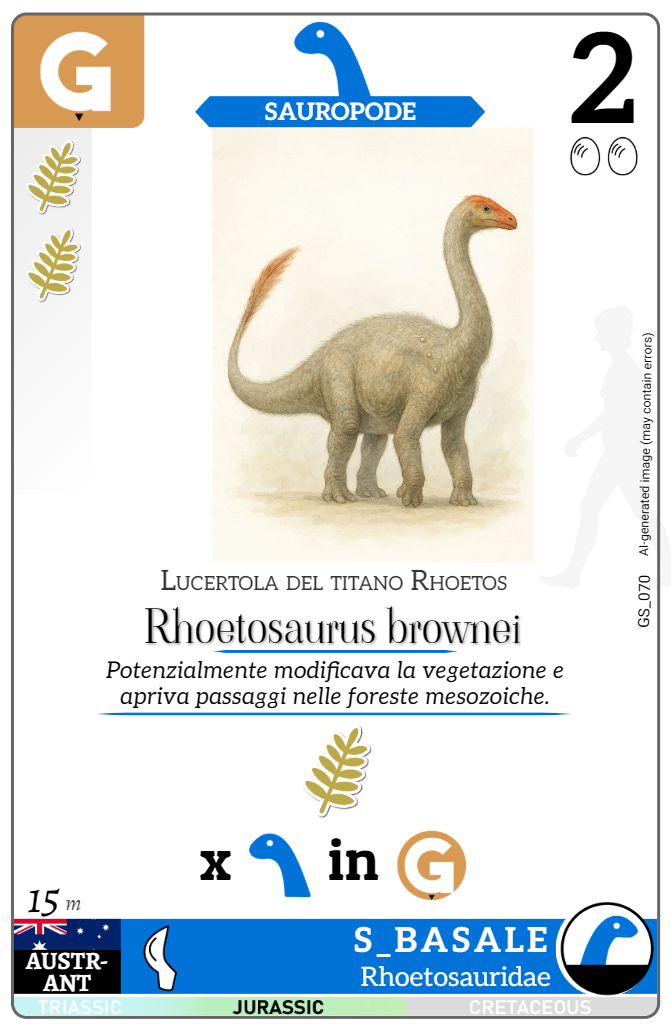 G
SAUROPODE
2
AI-generated image (may contain errors)
GS_070
Lucertola del titano Rhoetos
Rhoetosaurus brownei
Potenzialmente modificava la vegetazione e
apriva passaggi nelle foreste mesozoiche.
x in G
15 m
AUSTR-
ANT
S_BASALE
Rhoetosauridae
TRIASSIC JURASSIC CRETACEOUS